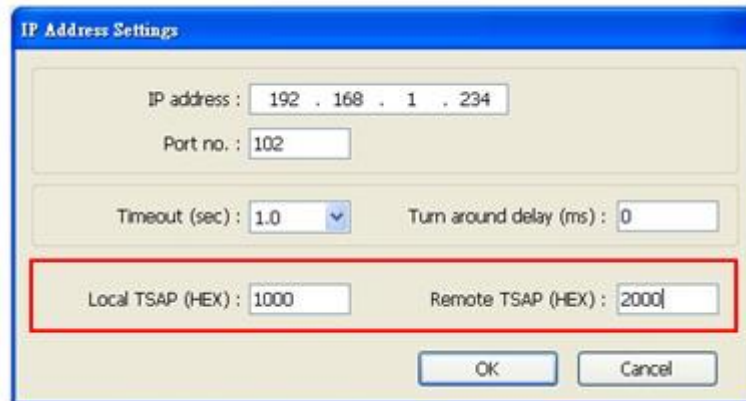 IP Address Settings
IP address : 192 . 168 . 1 . 234
Port no. : 102
Timeout (sec) : 1.0 Turn around delay (ms) : 0
Local TSAP (HEX) : 1000 Remote TSAP (HEX) : 2000
OK Cancel